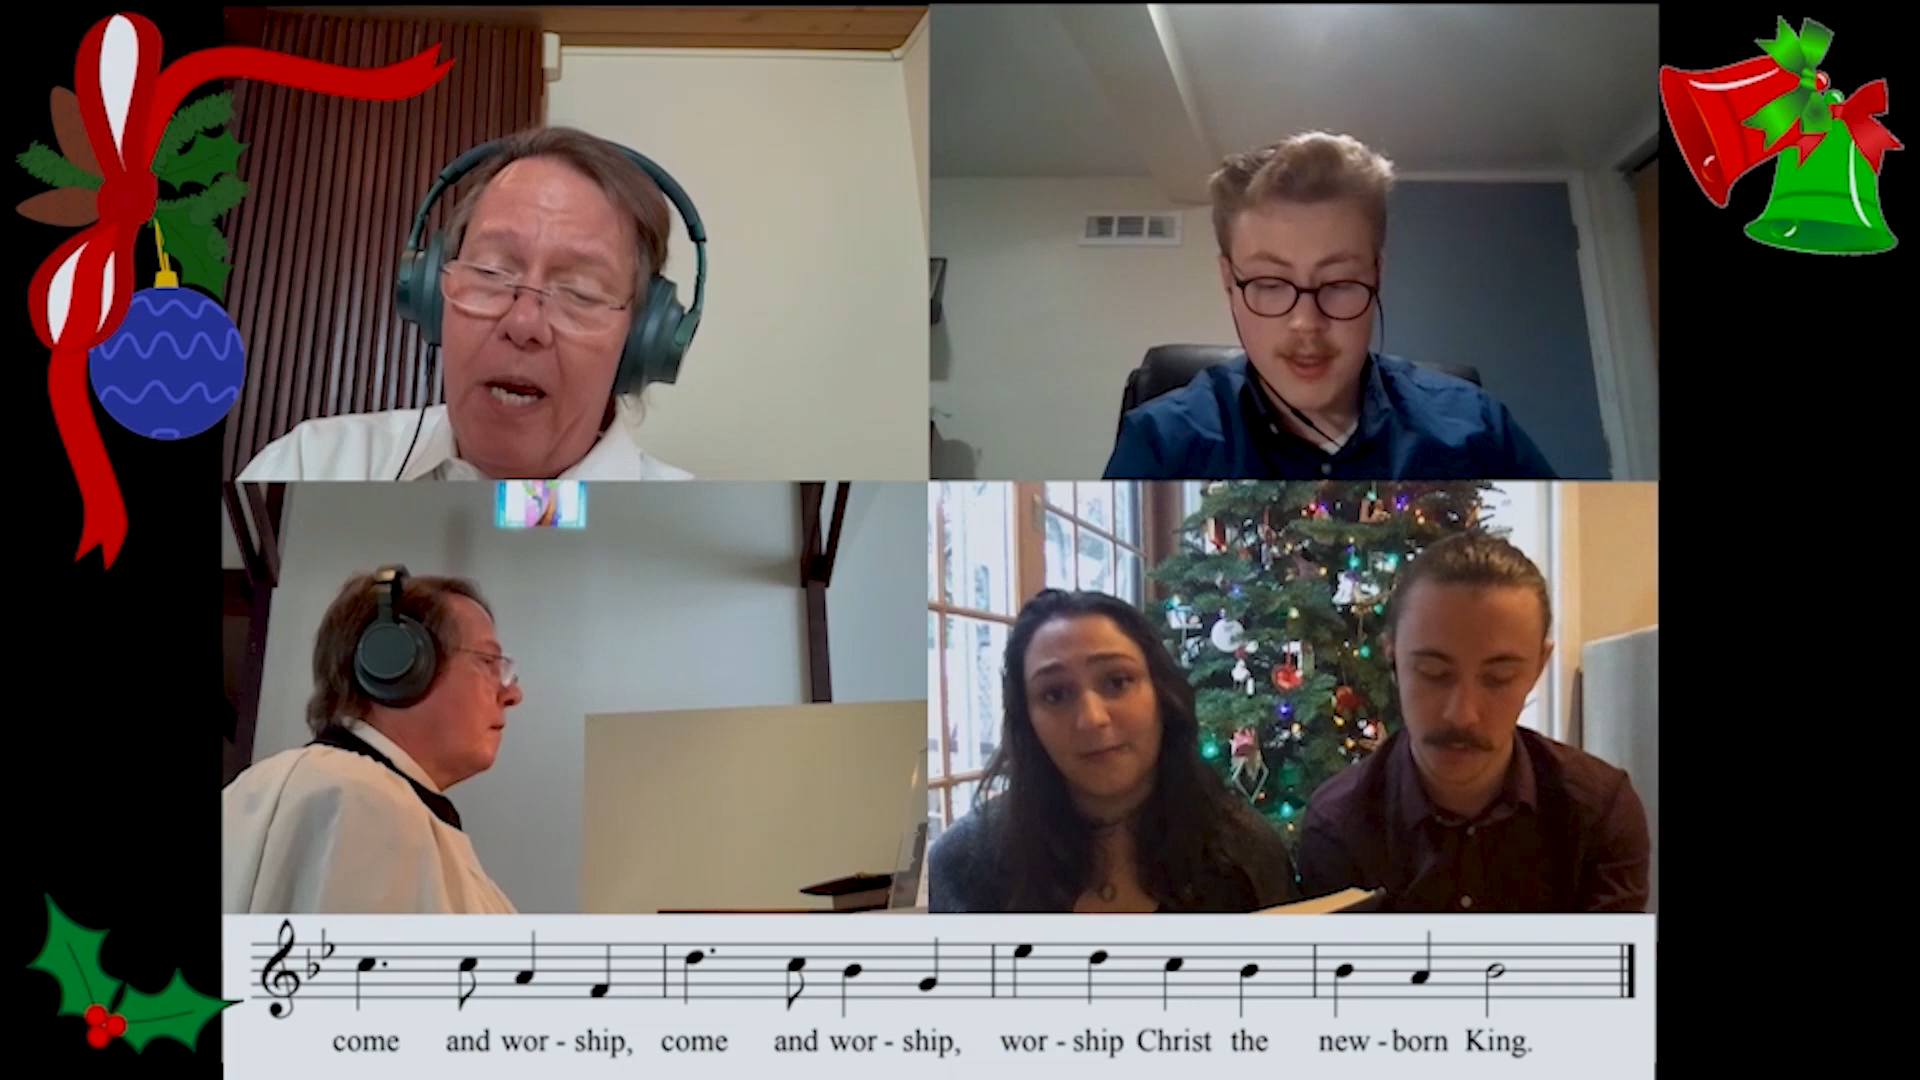 come and wor - ship, come and wor - ship, wor - ship Christ the new - born King.